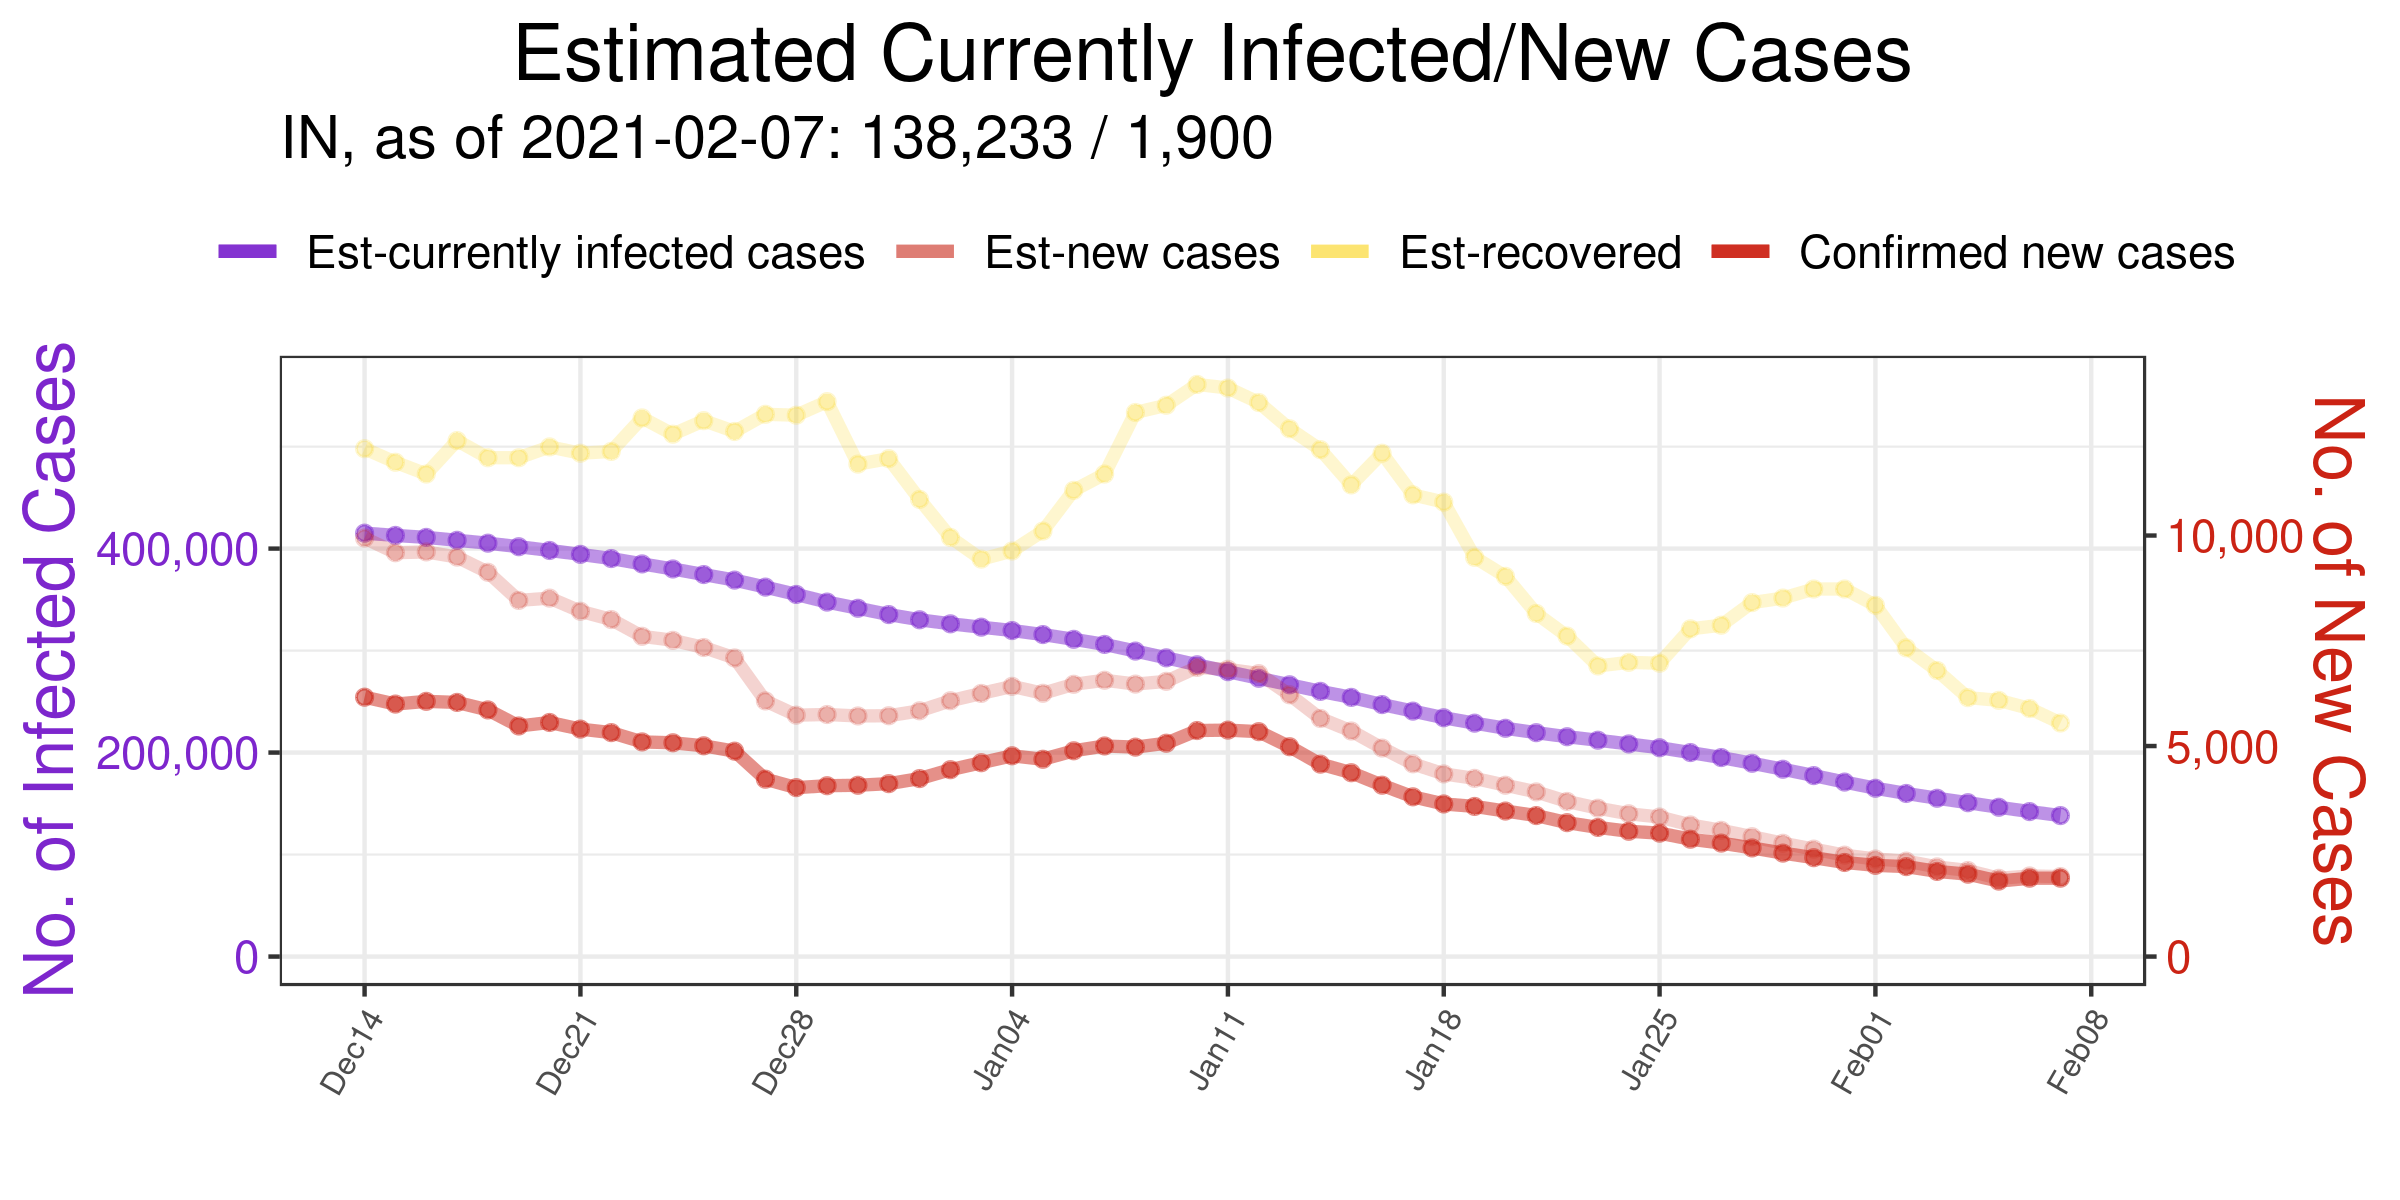 Estimated Currently Infected/New Cases
IN, as of 2021-02-07: 138,233 / 1,900
Est-currently infected cases Est-new cases Est-recovered Confirmed new cases
No. of Infected Cases
400,000
200,000
0
10,000
5,000
0
No. of New Cases
Dec14 Dec21 Dec28 Jan04 Jan11 Jan18 Jan25 Feb01 Feb08